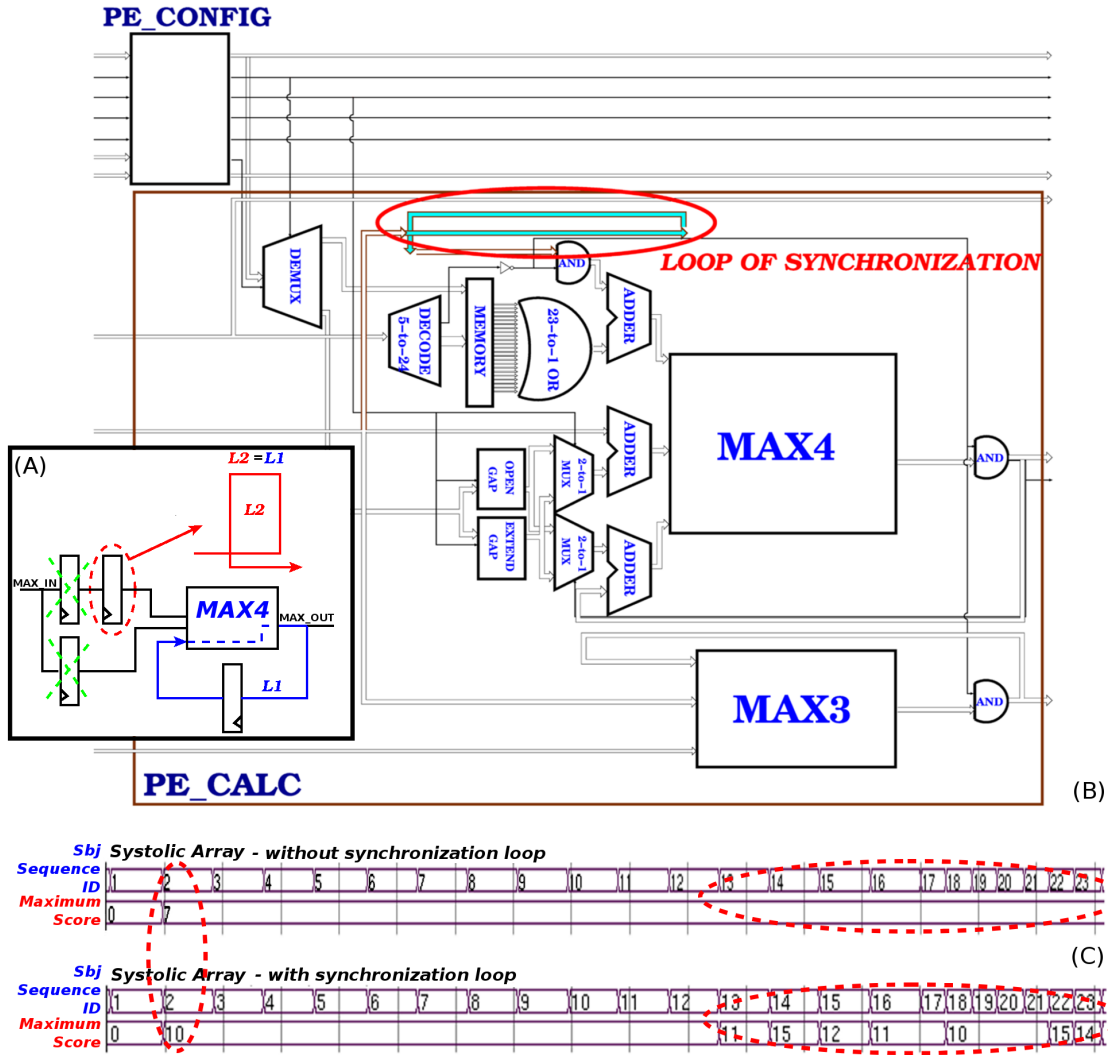 PE_CONFIG
LOOP OF SYNCHRONIZATION
DEMUX
AND
DECODE
5-to-24
MEMORY
23-to-1 OR
ADDER
MAX4
ADDER
AND
OPEN
GAP
2-to-1
MUX
EXTEND
GAP
2-to-1
MUX
ADDER
MAX3
AND
PE_CALC
(B)
(A)
L2 =L1
L2
MAX_IN
MAX4
MAX_OUT
L1
Sbj
Sequence
ID
Maximum
Score
Systolic Array - without synchronization loop
1 2 3 4 5 6 7 8 9 10 11 12 13 14 15 16 17 18 19 20 21 22 23
0 7
(C)
Sbj
Sequence
ID
Maximum
Score
Systolic Array - with synchronization loop
1 2 3 4 5 6 7 8 9 10 11 12 13 14 15 16 17 18 19 20 21 22 23
0 10 11 15 12 11 10 15 14